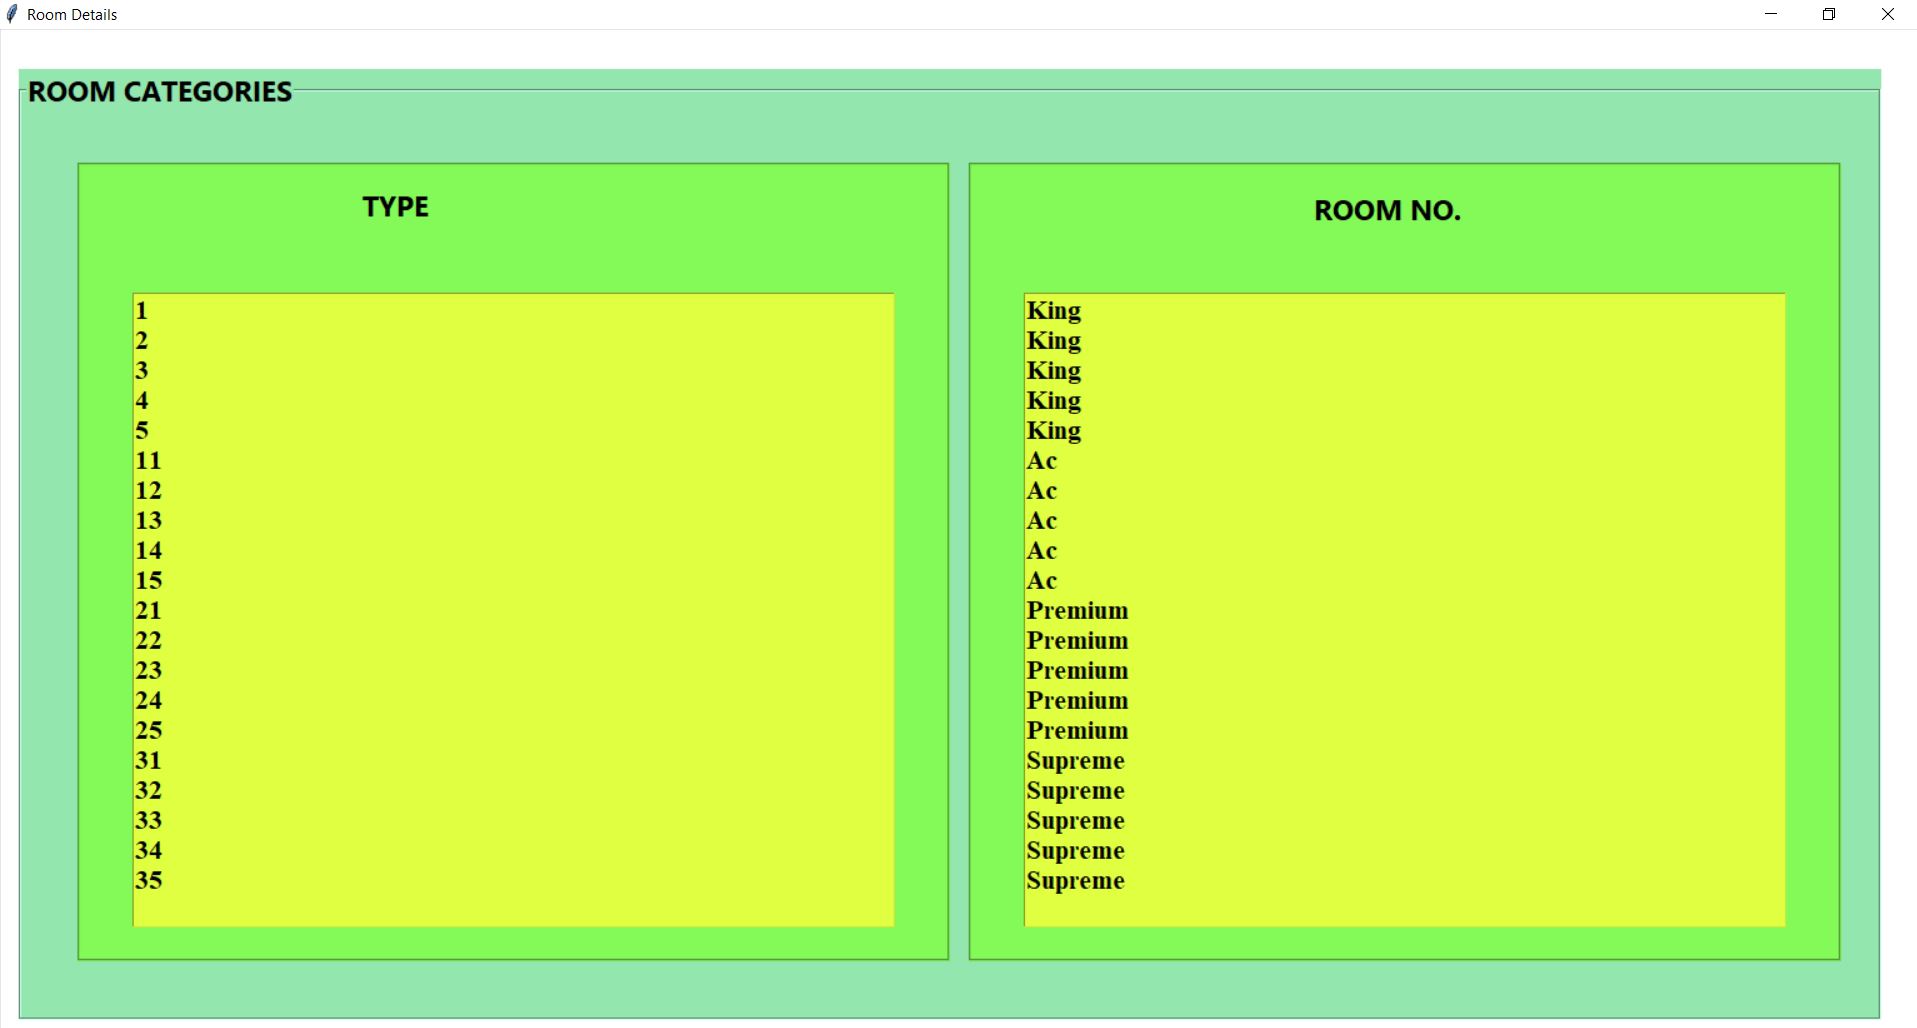 Room Details
ROOM CATEGORIES
TYPE
1
2
3
4
5
11
12
13
14
15
21
22
23
24
25
31
32
33
34
35
ROOM NO.
King
King
King
King
King
Ac
Ac
Ac
Ac
Ac
Premium
Premium
Premium
Premium
Premium
Supreme
Supreme
Supreme
Supreme
Supreme